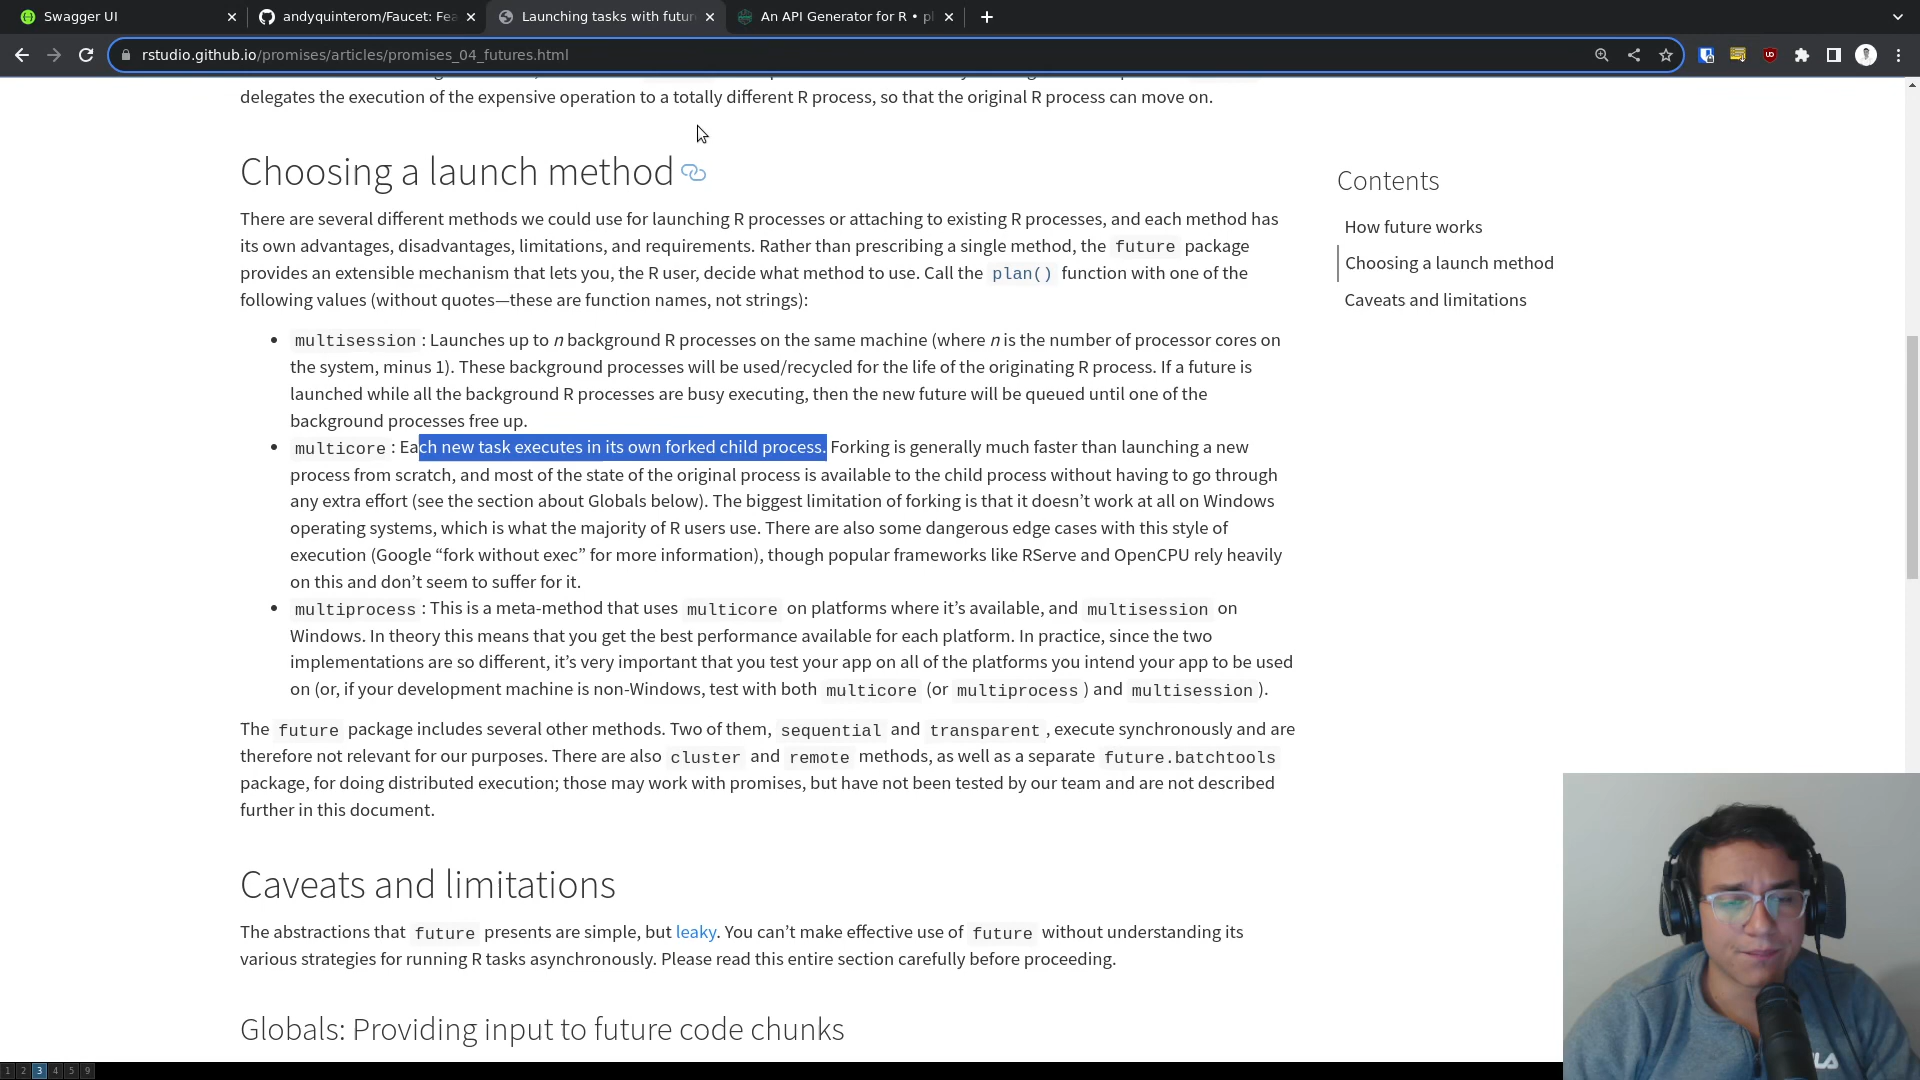 Swagger UI
andyquinterom/Faucet: Fea
Launching tasks with futur
An API Generator for R • pl
rstudio.github.io/promises/articles/promises_04_futures.html
delegates the execution of the expensive operation to a totally different R process, so that the original R process can move on.
Choosing a launch method
There are several different methods we could use for launching R processes or attaching to existing R processes, and each method has
its own advantages, disadvantages, limitations, and requirements. Rather than prescribing a single method, the future package
provides an extensible mechanism that lets you, the R user, decide what method to use. Call the plan() function with one of the
following values (without quotes—these are function names, not strings):
• multisession : Launches up to n background R processes on the same machine (where n is the number of processor cores on
the system, minus 1). These background processes will be used/recycled for the life of the originating R process. If a future is
launched while all the background R processes are busy executing, then the new future will be queued until one of the
background processes free up.
• multicore : Each new task executes in its own forked child process. Forking is generally much faster than launching a new
process from scratch, and most of the state of the original process is available to the child process without having to go through
any extra effort (see the section about Globals below). The biggest limitation of forking is that it doesn’t work at all on Windows
operating systems, which is what the majority of R users use. There are also some dangerous edge cases with this style of
execution (Google “fork without exec” for more information), though popular frameworks like RServe and OpenCPU rely heavily
on this and don’t seem to suffer for it.
• multiprocess : This is a meta-method that uses multicore on platforms where it’s available, and multisession on
Windows. In theory this means that you get the best performance available for each platform. In practice, since the two
implementations are so different, it’s very important that you test your app on all of the platforms you intend your app to be used
on (or, if your development machine is non-Windows, test with both multicore (or multiprocess ) and multisession ).
The future package includes several other methods. Two of them, sequential and transparent , execute synchronously and are
therefore not relevant for our purposes. There are also cluster and remote methods, as well as a separate future.batchtools
package, for doing distributed execution; those may work with promises, but have not been tested by our team and are not described
further in this document.
Caveats and limitations
The abstractions that future presents are simple, but leaky. You can’t make effective use of future without understanding its
various strategies for running R tasks asynchronously. Please read this entire section carefully before proceeding.
Globals: Providing input to future code chunks
Contents
How future works
Choosing a launch method
Caveats and limitations
1 2 3 4 5 9